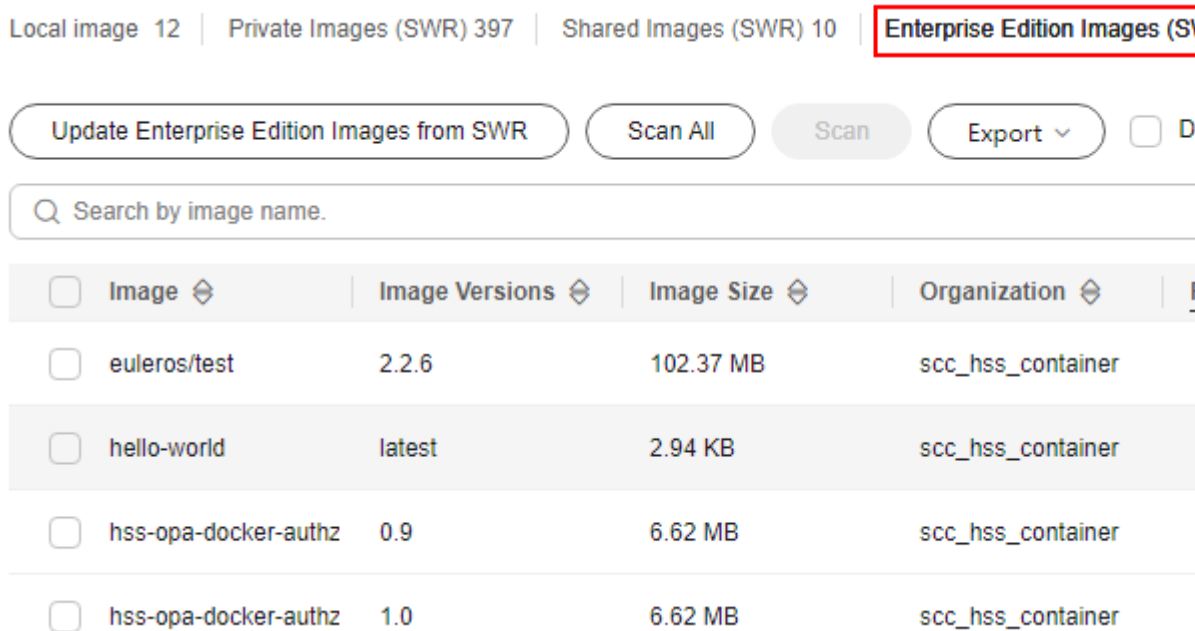 Local image 12 Private Images (SWR) 397 Shared Images (SWR) 10 Enterprise Edition Images
Update Enterprise Edition Images from SWR Scan All Scan Export
Search by image name.
Image Image Versions Image Size Organization
euleros/test 2.2.6 102.37 MB scc_hss_container
hello-world latest 2.94 KB scc_hss_container
hss-opa-docker-authz 0.9 6.62 MB scc_hss_container
hss-opa-docker-authz 1.0 6.62 MB scc_hss_container